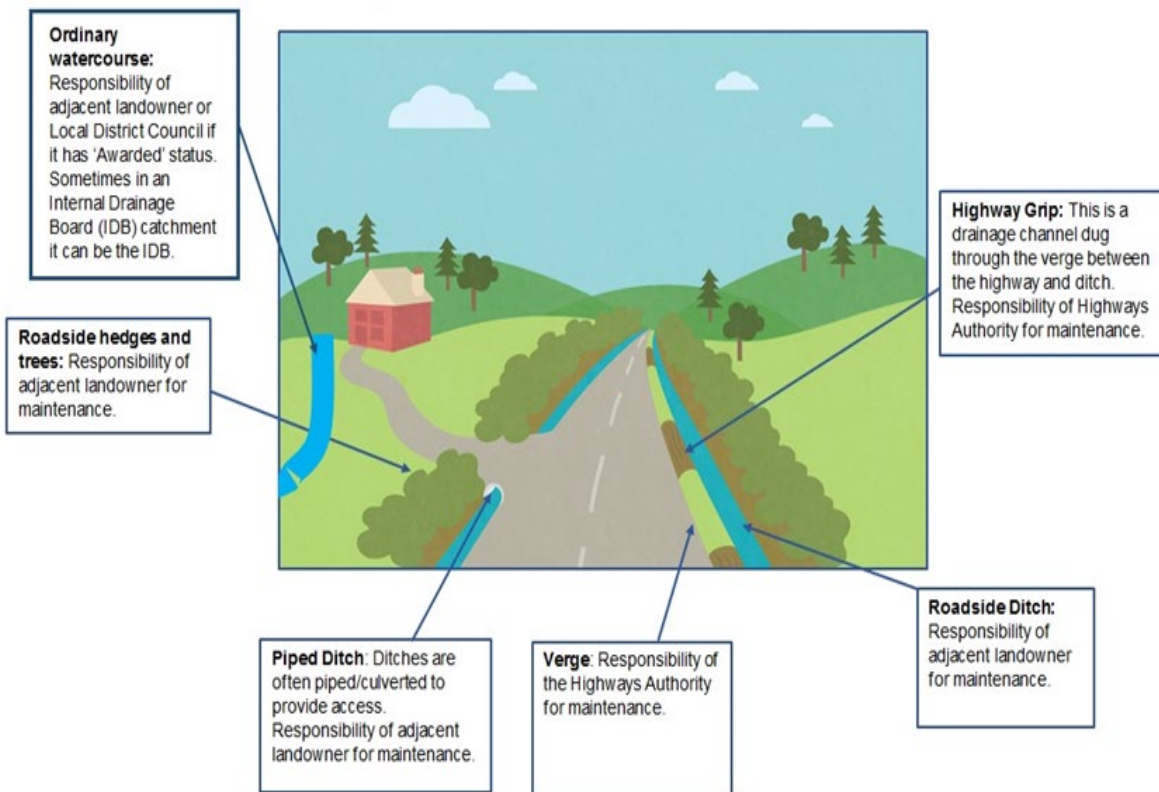 Ordinary
watercourse:
Responsibility of
adjacent landowner or
Local District Council if
it has ‘Awarded’ status.
Sometimes in an
Internal Drainage
Board (IDB) catchment
it can be the IDB.
Roadside hedges and
trees: Responsibility of
adjacent landowner for
maintenance.
Highway Grip: This is a
drainage channel dug
through the verge between
the highway and ditch.
Responsibility of Highways
Authority for maintenance.
Piped Ditch: Ditches are
often piped/culverted to
provide access.
Responsibility of adjacent
landowner for maintenance.
Verge: Responsibility of
the Highways Authority
for maintenance.
Roadside Ditch:
Responsibility of
adjacent landowner
for maintenance.